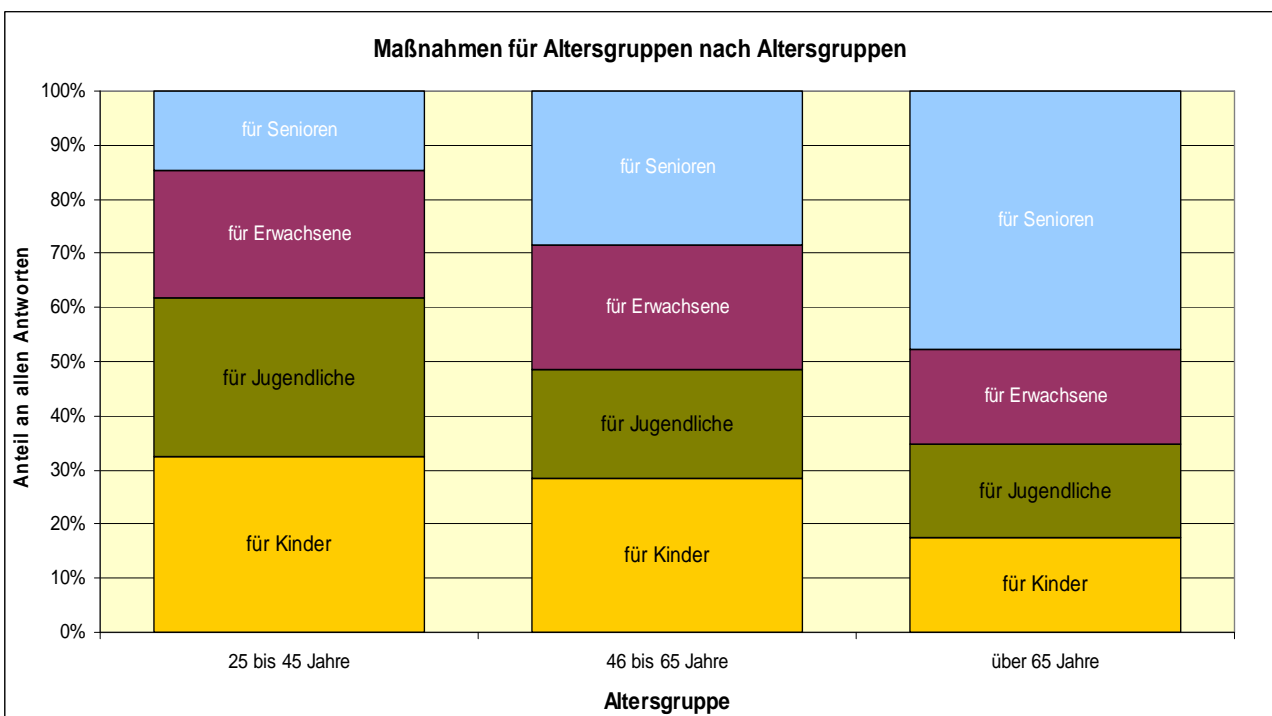 Maßnahmen für Altersgruppen nach Altersgruppen
100%
90%
80%
70%
60%
50%
40%
30%
20%
10%
0%
Anteil an allen Antworten
für Senioren
für Erwachsene
für Jugendliche
für Kinder
für Senioren
für Erwachsene
für Jugendliche
für Kinder
für Senioren
für Erwachsene
für Jugendliche
für Kinder
25 bis 45 Jahre
46 bis 65 Jahre
über 65 Jahre
Altersgruppe